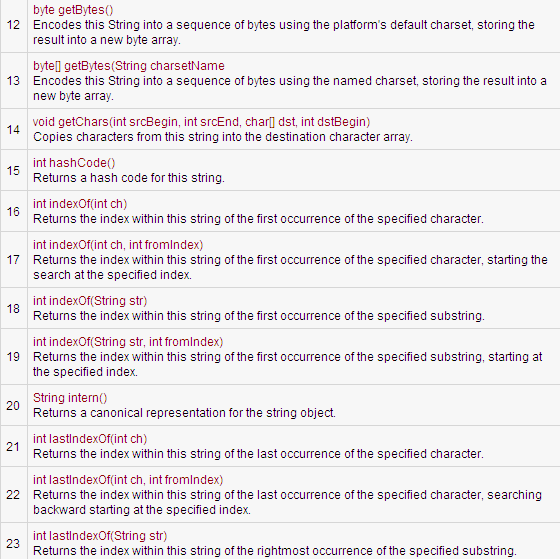 byte getBytes()
12
Encodes this String into a sequence of bytes using the platform's default charset, storing the
result into a new byte array.
byte[] getBytes(String charsetName
13
Encodes this String into a sequence of bytes using the named charset, storing the result into a
new byte array.
14
void getChars(int srcBegin, int srcEnd, char[] dst, int dstBegin)
Copies characters from this string into the destination character array.
15
int hashCode()
Returns a hash code for this string.
16
int indexOf(int ch)
Returns the index within this string of the first occurrence of the specified character.
int indexOf(int ch, int fromIndex)
17
Returns the index within this string of the first occurrence of the specified character, starting the
search at the specified index.
18
int indexOf(String str)
Returns the index within this string of the first occurrence of the specified substring.
int indexOf(String str, int fromIndex)
19
Returns the index within this string of the first occurrence of the specified substring, starting at
the specified index.
20
String intern()
Returns a canonical representation for the string object.
21
int lastIndexOf(int ch)
Returns the index within this string of the last occurrence of the specified character.
int lastIndexOf(int ch, int fromIndex)
22
Returns the index within this string of the last occurrence of the specified character, searching
backward starting at the specified index.
23
int lastIndexOf(String str)
Returns the index within this string of the rightmost occurrence of the specified substring.